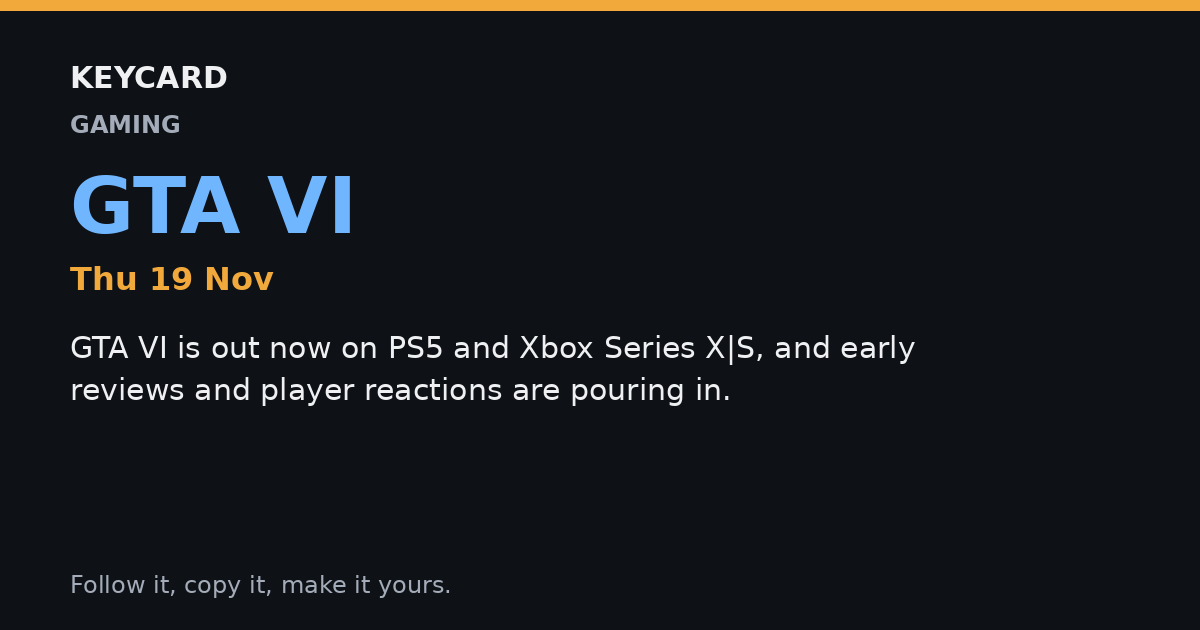 KEYCARD
GAMING
GTA VI
Thu 19 Nov
GTA VI is out now on PS5 and Xbox Series X|S, and early
reviews and player reactions are pouring in.
Follow it, copy it, make it yours.